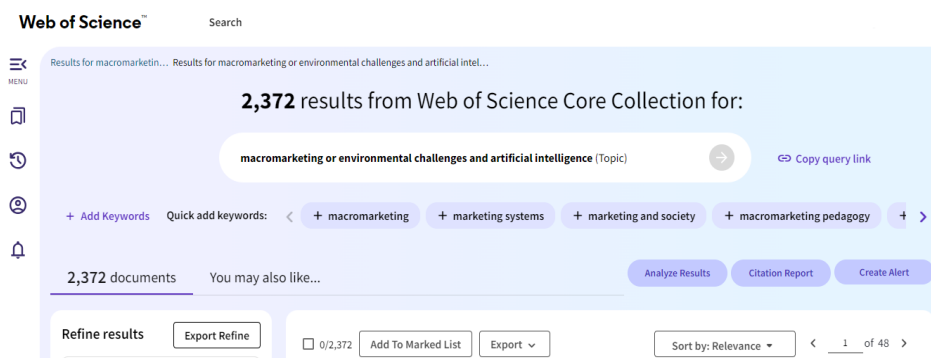 Web of Science™ Search
MENU
Results for macromarketin... Results for macromarketing or environmental challenges and artificial intel...
2,372 results from Web of Science Core Collection for:
macromarketing or environmental challenges and artificial intelligence (Topic)
Copy query link
+ Add Keywords Quick add keywords: < + macromarketing + marketing systems + marketing and society + macromarketing pedagogy + >
2,372 documents You may also like... Analyze Results Citation Report Create Alert
Refine results Export Refine 0/2,372 Add To Marked List Export Sort by: Relevance < 1 of 48 >